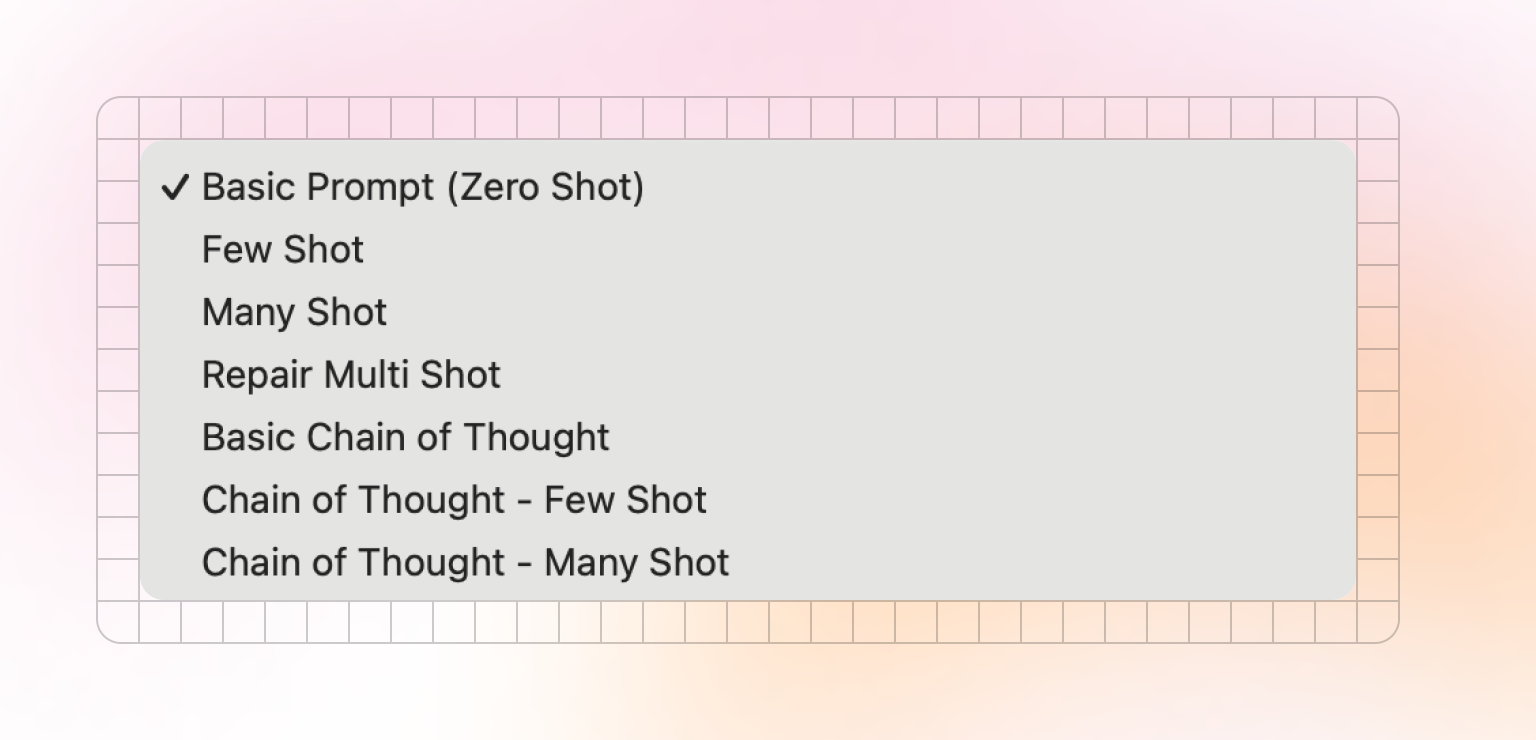 ✓ Basic Prompt (Zero Shot)
Few Shot
Many Shot
Repair Multi Shot
Basic Chain of Thought
Chain of Thought - Few Shot
Chain of Thought - Many Shot